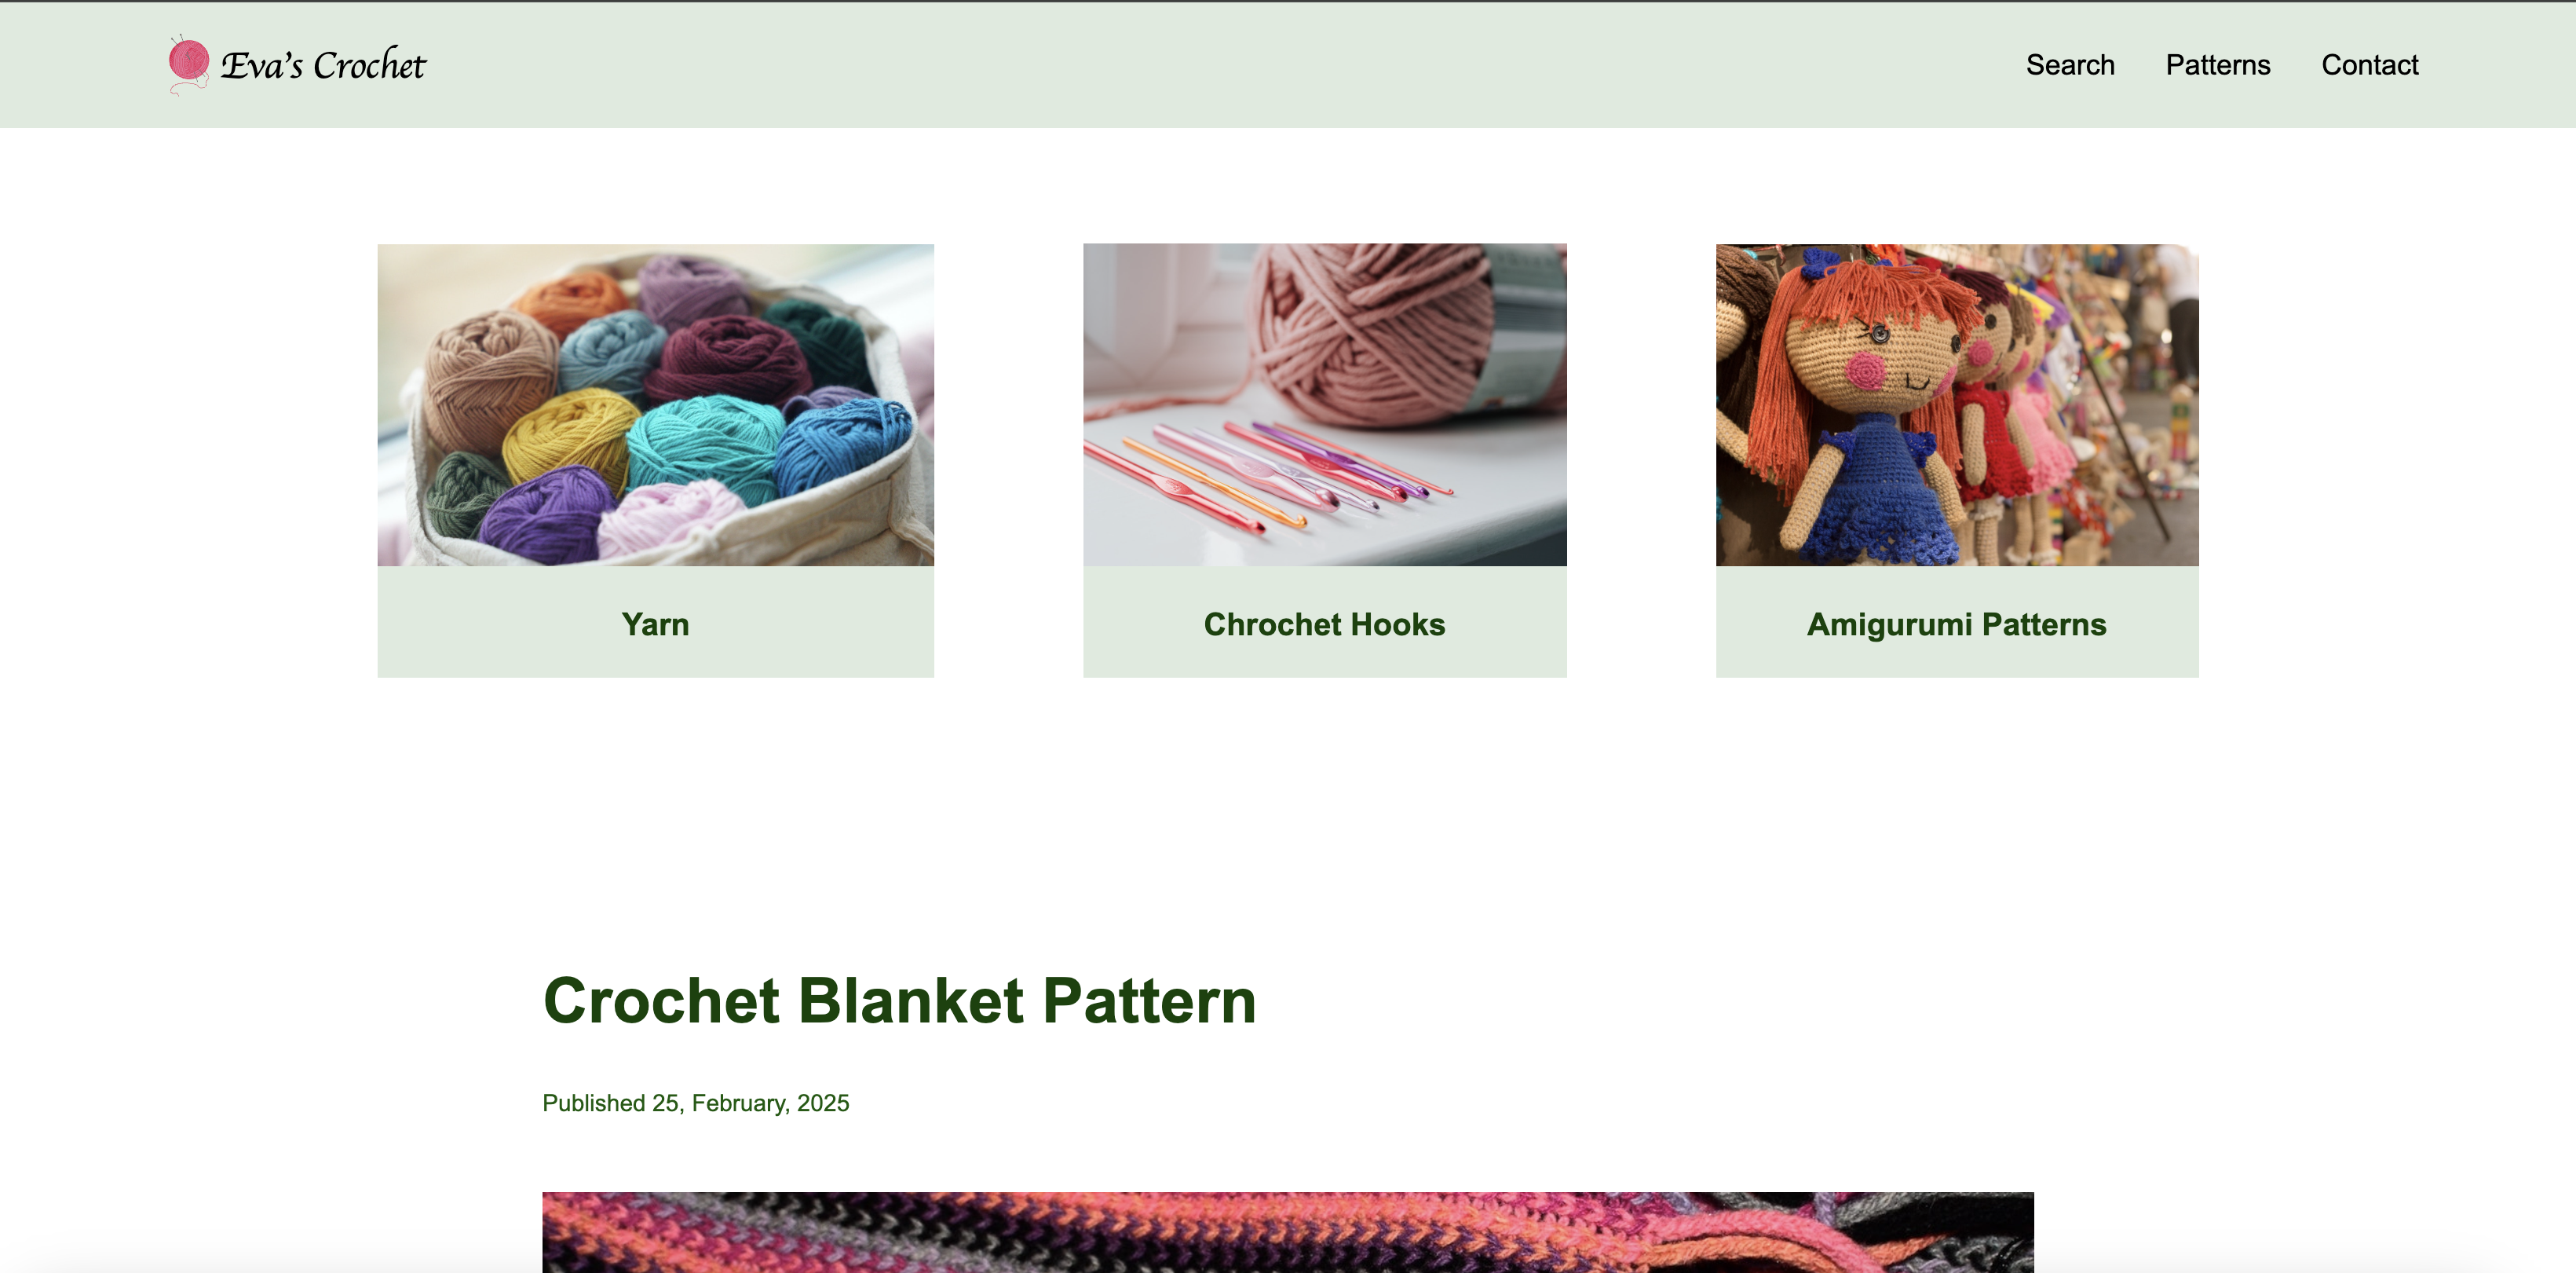 Eva's Crochet
Search Patterns Contact
Yarn
Chrochet Hooks
Amigurumi Patterns
Crochet Blanket Pattern
Published 25, February, 2025